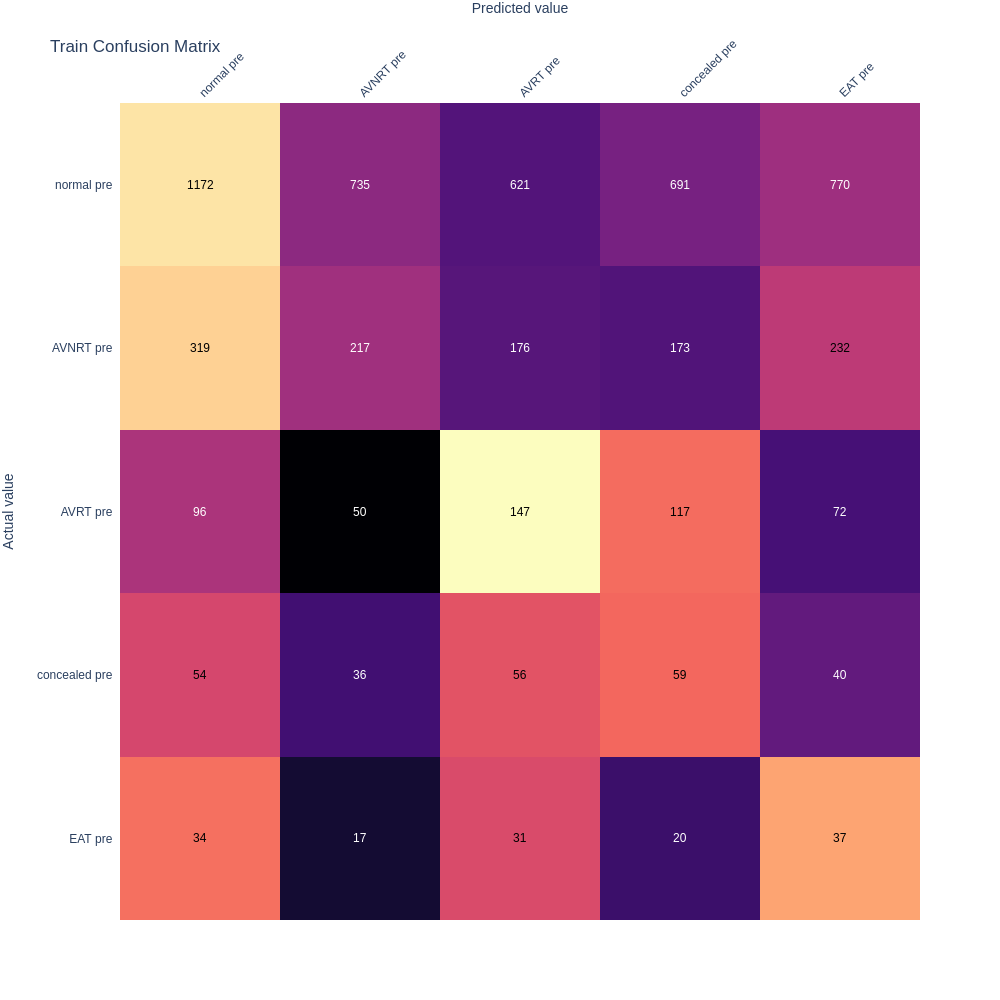 Predicted value
Train Confusion Matrix
normal pre
AVNRT pre
AVRT pre
concealed pre
EAT pre
normal pre 1172 735 621 691 770
AVNRT pre 319 217 176 173 232
AVRT pre 96 50 147 117 72
concealed pre 54 36 56 59 40
EAT pre 34 17 31 20 37
Actual value